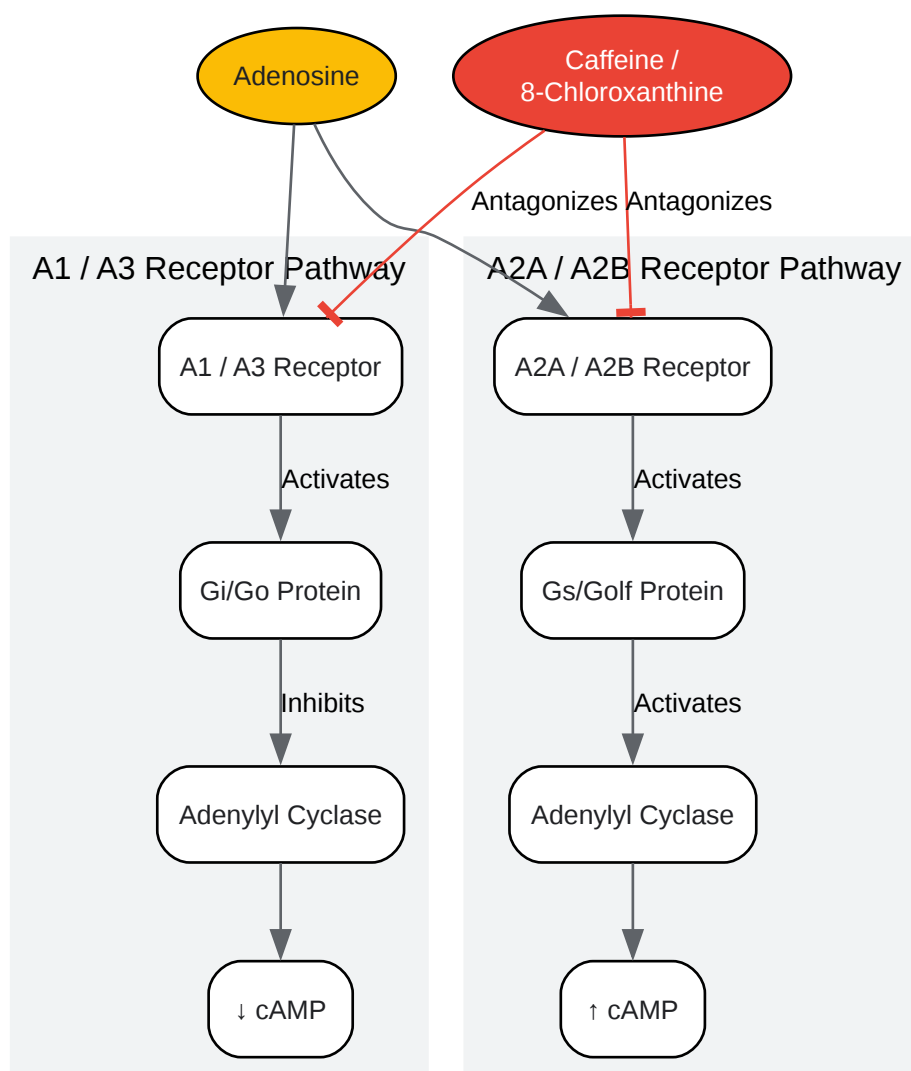 Adenosine
Caffeine /
8-Chloroxanthine
Antagonizes
Antagonizes
A1 / A3 Receptor Pathway
A2A / A2B Receptor Pathway
A1 / A3 Receptor
A2A / A2B Receptor
Activates
Activates
Gi/Go Protein
Gs/Golf Protein
Inhibits
Activates
Adenylyl Cyclase
Adenylyl Cyclase
↓ cAMP
↑ cAMP